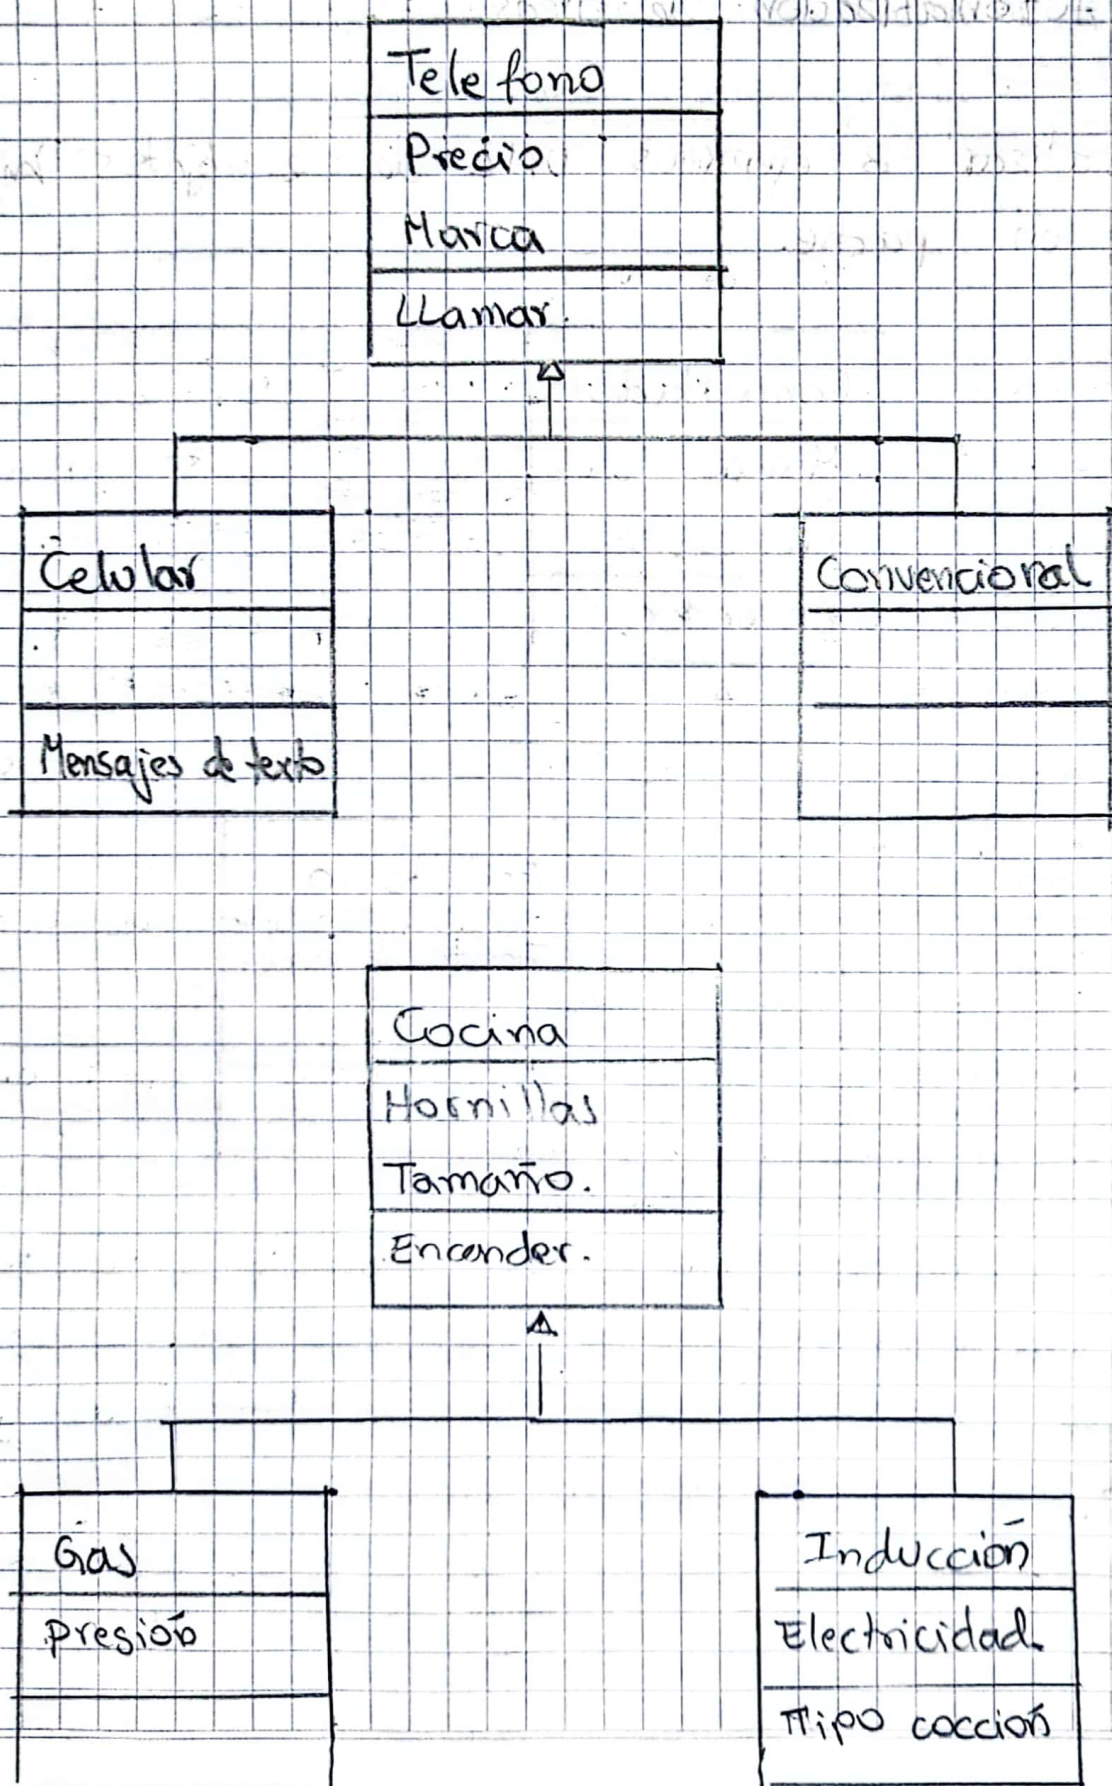 Telefono
Precio.
Marca
LLamar.
Celular
Convencional
Mensajes de texto
Cocina
Hornillas
Tamaño.
Encender.
Gas
Inducción
presión
Electricidad.
Tipo cocción